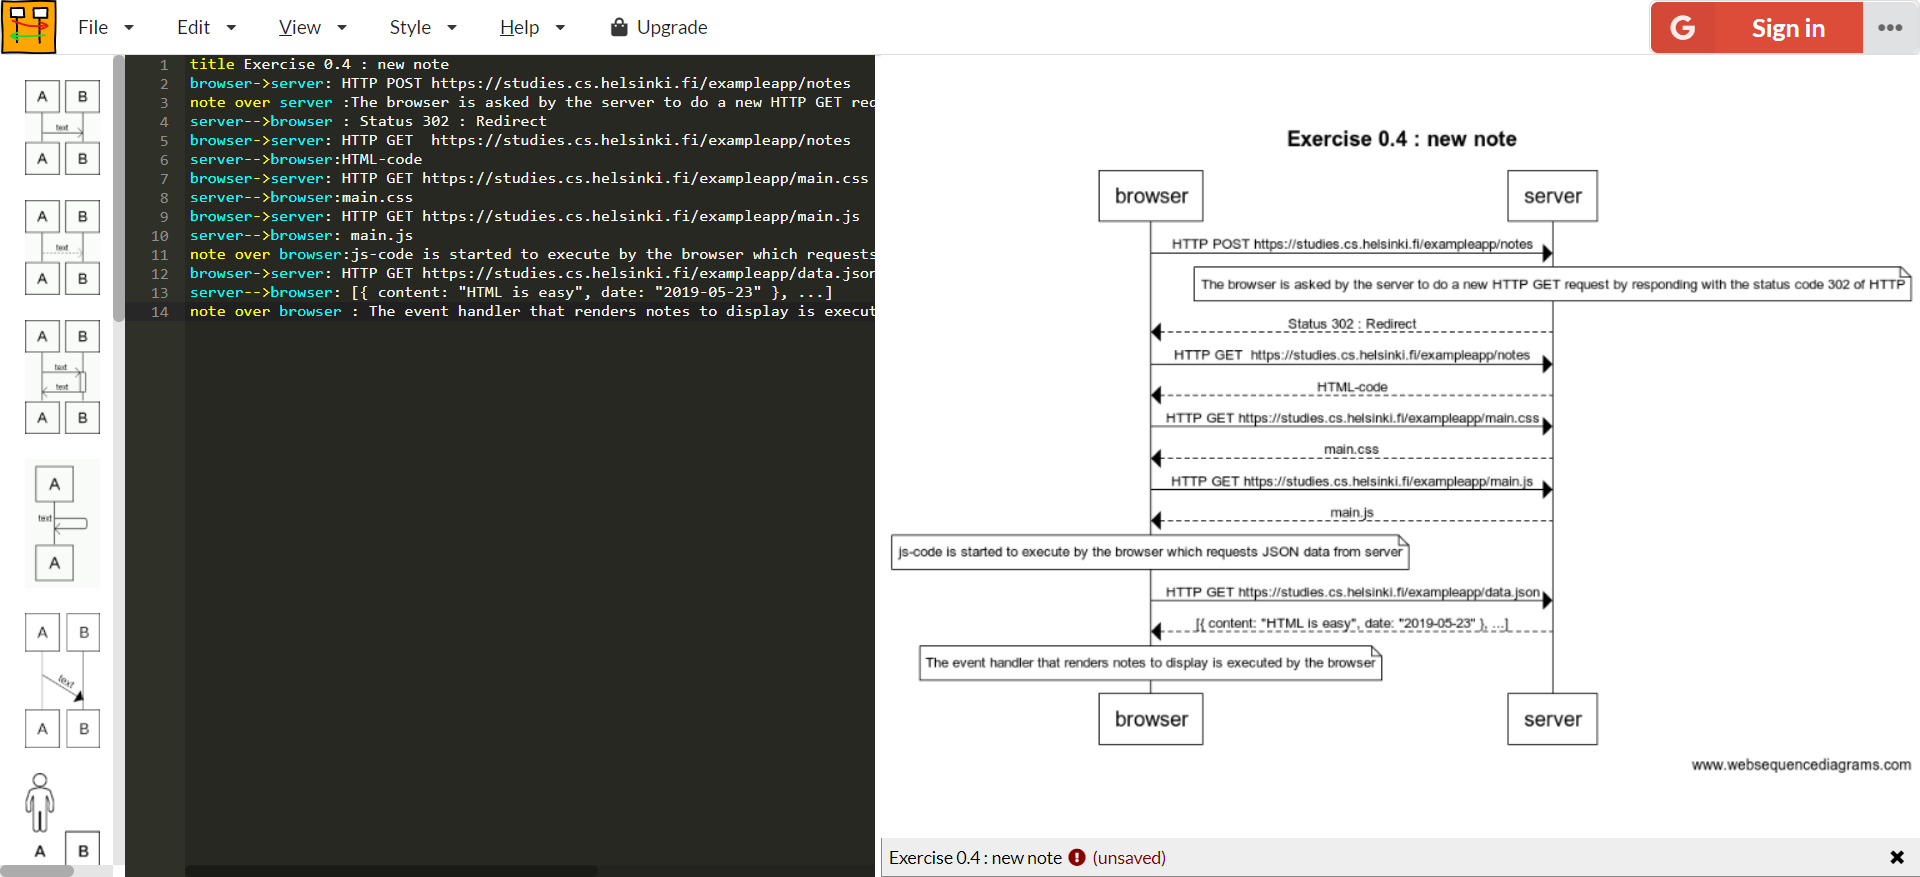 File Edit View Style Help Upgrade Sign in
A B
text
A B
A B
text
A B
A B
text
text
A B
A
text
A
A B
text
A B
A B
1 title Exercise 0.4 : new note
2 browser->server: HTTP POST https://studies.cs.helsinki.fi/exampleapp/notes
3 note over server :The browser is asked by the server to do a new HTTP GET req
4 server-->browser : Status 302 : Redirect
5 browser->server: HTTP GET  https://studies.cs.helsinki.fi/exampleapp/notes
6 server-->browser:HTML-code
7 browser->server: HTTP GET https://studies.cs.helsinki.fi/exampleapp/main.css
8 server-->browser:main.css
9 browser->server: HTTP GET https://studies.cs.helsinki.fi/exampleapp/main.js
10 server-->browser: main.js
11 note over browser:js-code is started to execute by the browser which requests
12 browser->server: HTTP GET https://studies.cs.helsinki.fi/exampleapp/data.json
13 server-->browser: [{ content: "HTML is easy", date: "2019-05-23" }, ...]
14 note over browser : The event handler that renders notes to display is execut
Exercise 0.4 : new note
browser server
HTTP POST https://studies.cs.helsinki.fi/exampleapp/notes
The browser is asked by the server to do a new HTTP GET request by responding with the status code 302 of HTTP
Status 302 : Redirect
HTTP GET  https://studies.cs.helsinki.fi/exampleapp/notes
HTML-code
HTTP GET https://studies.cs.helsinki.fi/exampleapp/main.css
main.css
HTTP GET https://studies.cs.helsinki.fi/exampleapp/main.js
main.js
js-code is started to execute by the browser which requests JSON data from server
HTTP GET https://studies.cs.helsinki.fi/exampleapp/data.json
[{ content: "HTML is easy", date: "2019-05-23" }, ...]
The event handler that renders notes to display is executed by the browser
browser server
www.websequencediagrams.com
Exercise 0.4 : new note (unsaved)